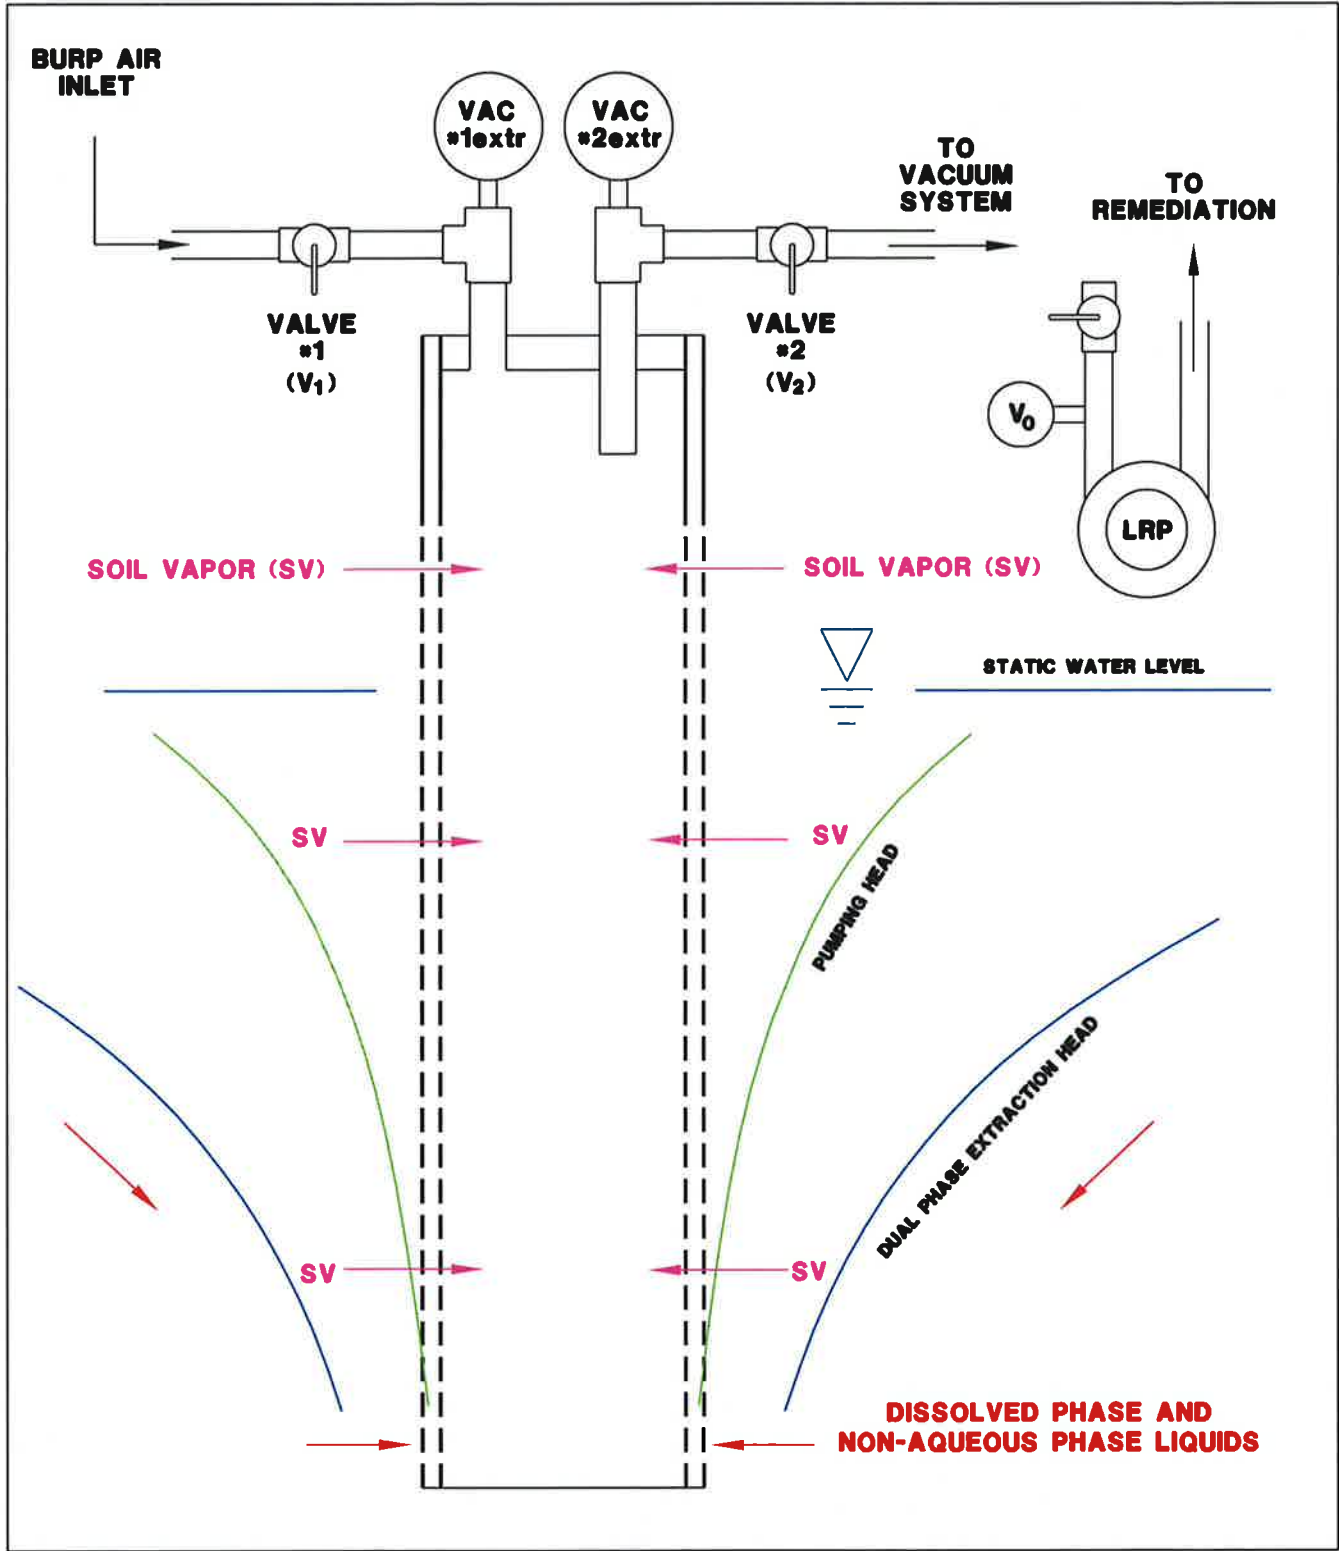 BURP AIR
INLET
VAC
#1extr
VAC
#2extr
TO
VACUUM
SYSTEM
TO
REMEDIATION
VALVE
#1
(V₁)
VALVE
#2
(V₂)
V₀
LRP
SOIL VAPOR (SV)
SOIL VAPOR (SV)
STATIC WATER LEVEL
SV
SV
PUMPING HEAD
DUAL PHASE EXTRACTION HEAD
SV
SV
DISSOLVED PHASE AND
NON-AQUEOUS PHASE LIQUIDS